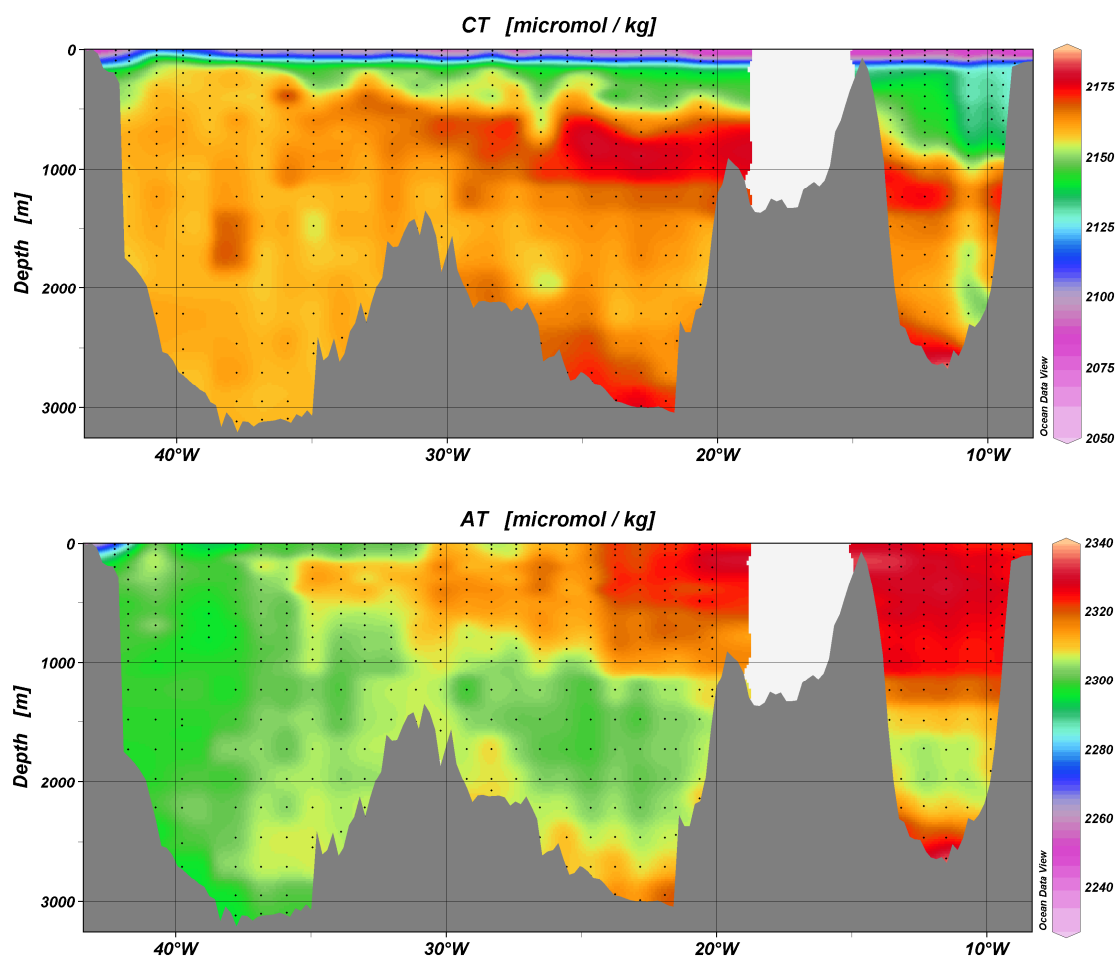 CT [micromol / kg]
0
1000
2000
3000
Depth [m]
40°W
30°W
20°W
10°W
2175
2150
2125
2100
2075
2050
Ocean Data View
AT [micromol / kg]
0
1000
2000
3000
Depth [m]
40°W
30°W
20°W
10°W
2340
2320
2300
2280
2260
2240
Ocean Data View